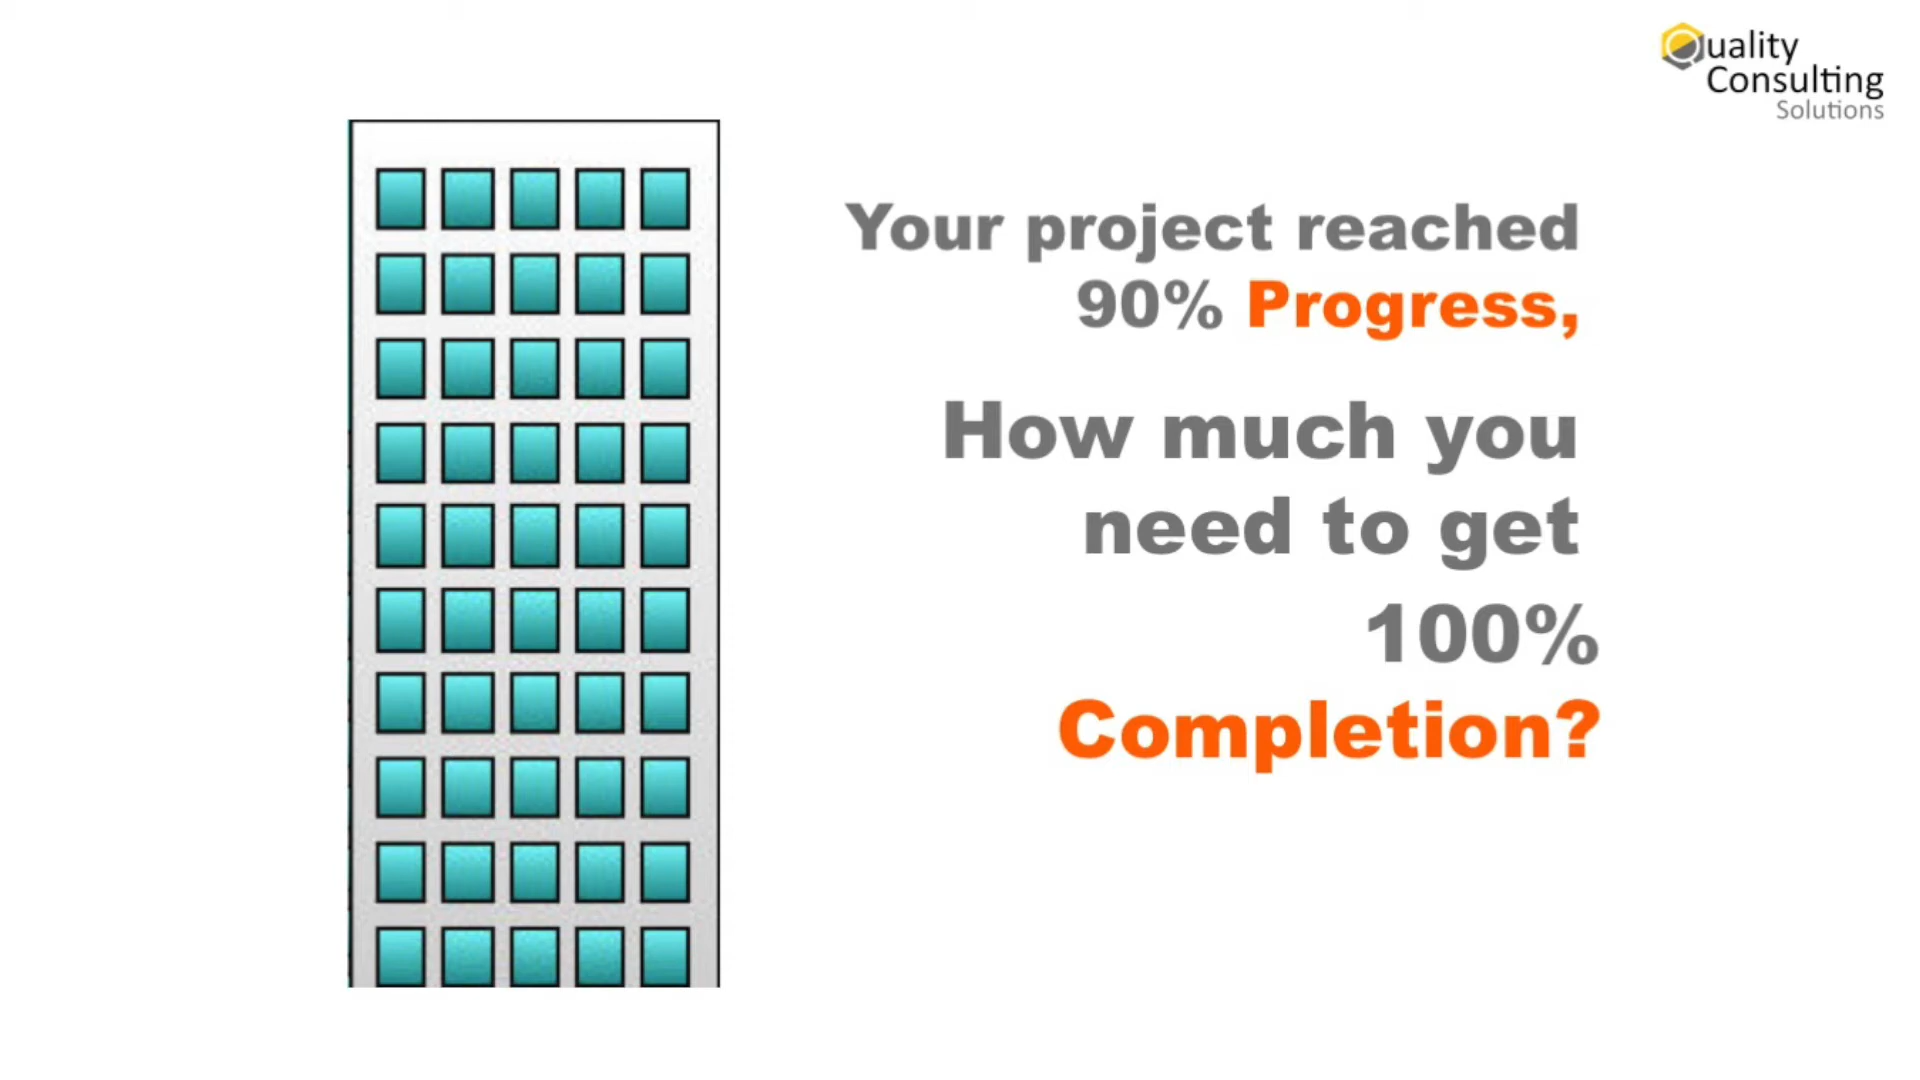 Quality
Consulting
Solutions
Your project reached
90% Progress,
How much you
need to get
100%
Completion?